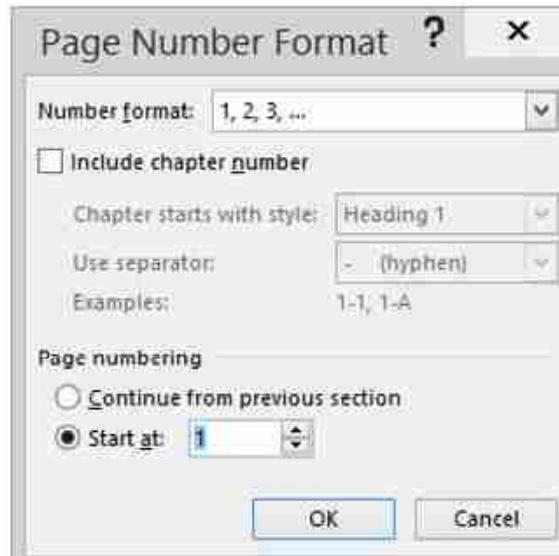 Page Number Format ? ×
Number format: 1, 2, 3, ...
Include chapter number
Chapter starts with style: Heading 1
Use separator: - (hyphen)
Examples: 1-1, 1-A
Page numbering
Continue from previous section
Start at: 1
OK Cancel